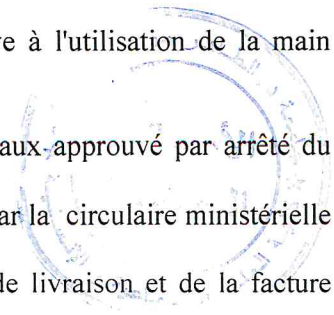 ve à l'utilisation de la main
aux approuvé par arrêté du
ar la circulaire ministérielle
de livraison et de la facture